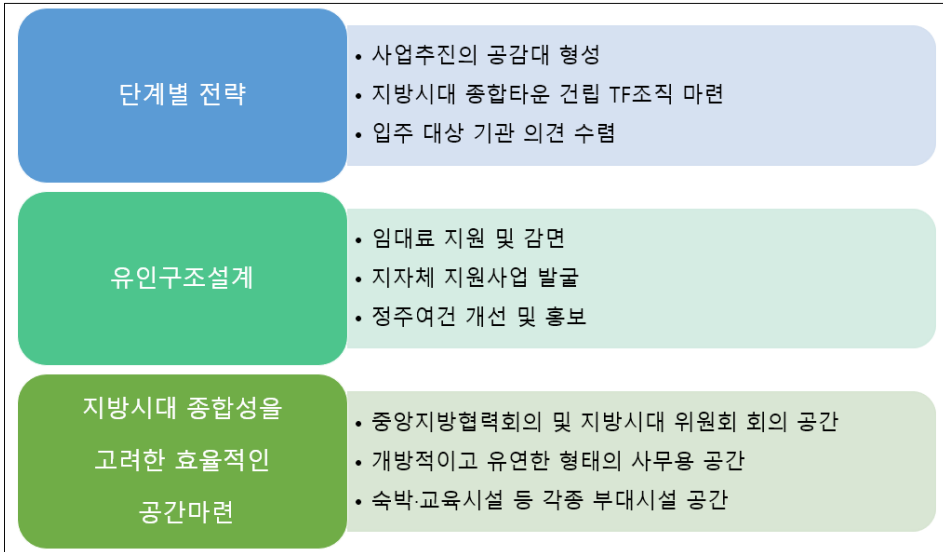 단계별 전략
• 사업추진의 공감대 형성
• 지방시대 종합타운 건립 TF조직 마련
• 입주 대상 기관 의견 수렴
유인구조설계
• 임대료 지원 및 감면
• 지자체 지원사업 발굴
• 정주여건 개선 및 홍보
지방시대 종합성을
고려한 효율적인
공간마련
• 중앙지방협력회의 및 지방시대 위원회 회의 공간
• 개방적이고 유연한 형태의 사무용 공간
• 숙박·교육시설 등 각종 부대시설 공간